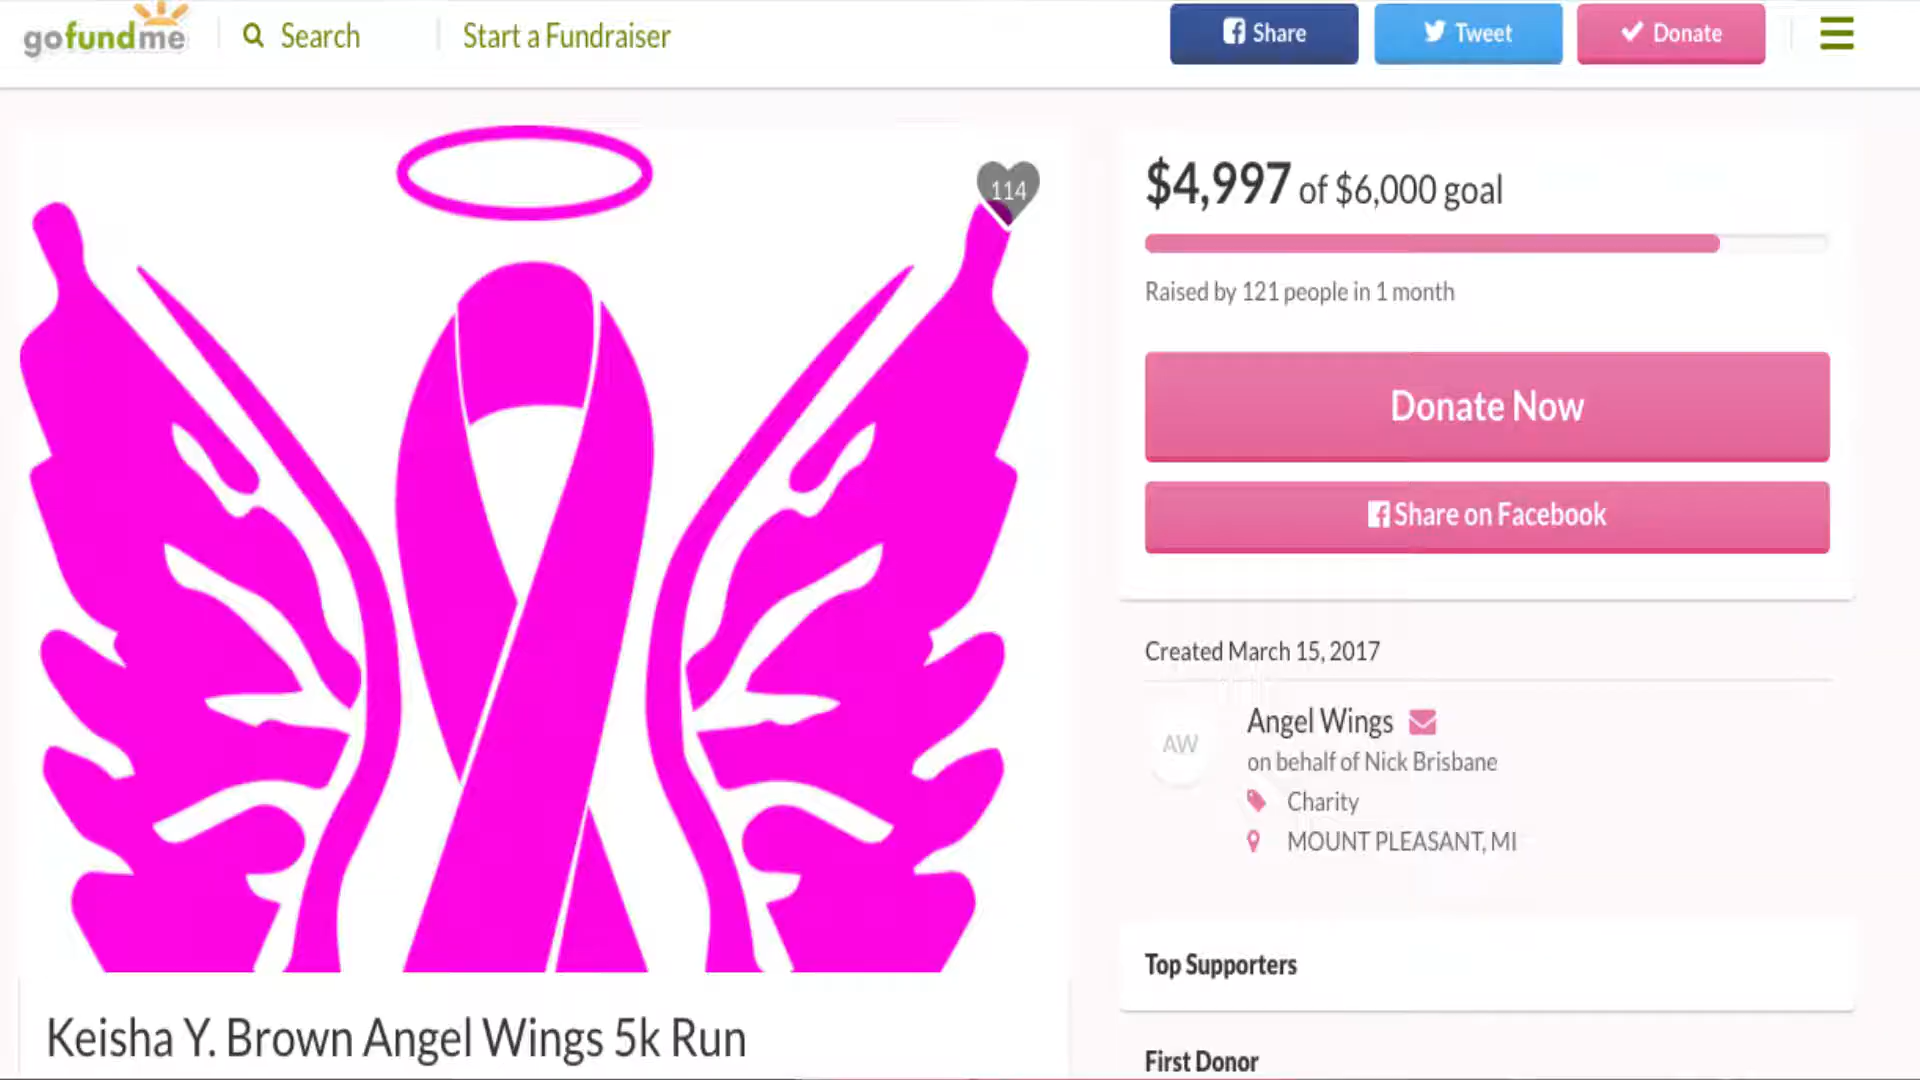 gofundme
Search
Start a Fundraiser
Share
Tweet
Donate
114
$4,997 of $6,000 goal
Raised by 121 people in 1 month
Donate Now
Share on Facebook
Created March 15, 2017
AW
Angel Wings
on behalf of Nick Brisbane
Charity
MOUNT PLEASANT, MI
Top Supporters
First Donor
Keisha Y. Brown Angel Wings 5k Run